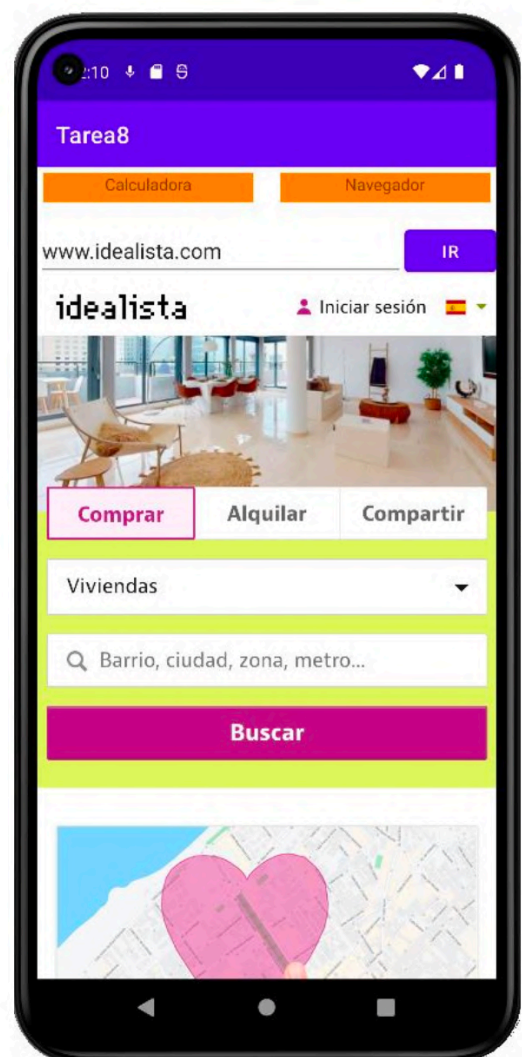 2:10
Tarea8
Calculadora Navegador
www.idealista.com IR
idealista Iniciar sesión
Comprar Alquilar Compartir
Viviendas
Barrio, ciudad, zona, metro...
Buscar